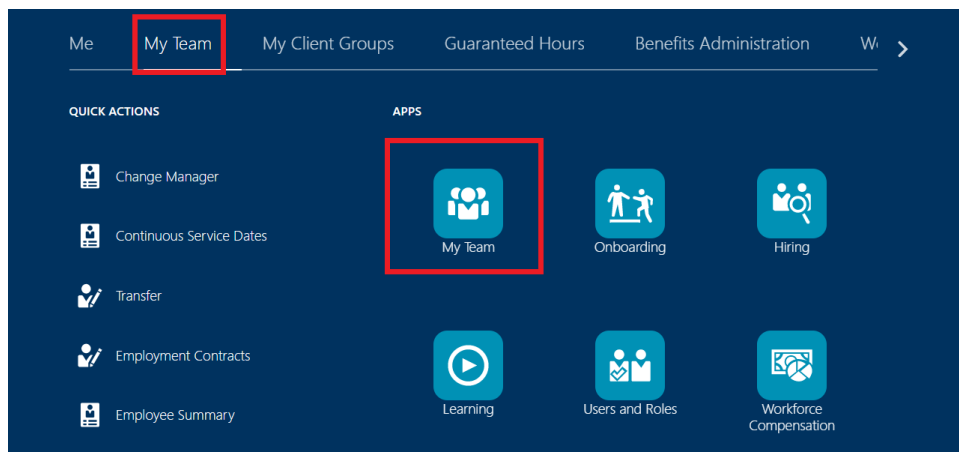 Me My Team My Client Groups Guaranteed Hours Benefits Administration
QUICK ACTIONS
Change Manager
Continuous Service Dates
Transfer
Employment Contracts
Employee Summary
APPS
My Team
Onboarding
Hiring
Learning
Users and Roles
Workforce
Compensation